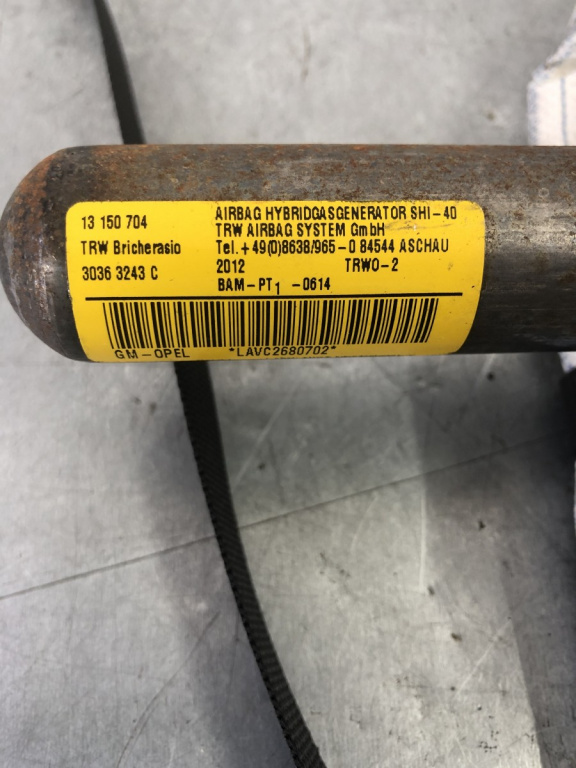 13 150 704
TRW Bricherasio
3036 3243 C
AIRBAG HYBRIDGASGENERATOR SHI-40
TRW AIRBAG SYSTEM GmbH
Tel.+49(0)8638/965-0 84544 ASCHAU
2012 TRWO-2
BAM-PT1 -0614
GM-OPEL *LAVC2680702*